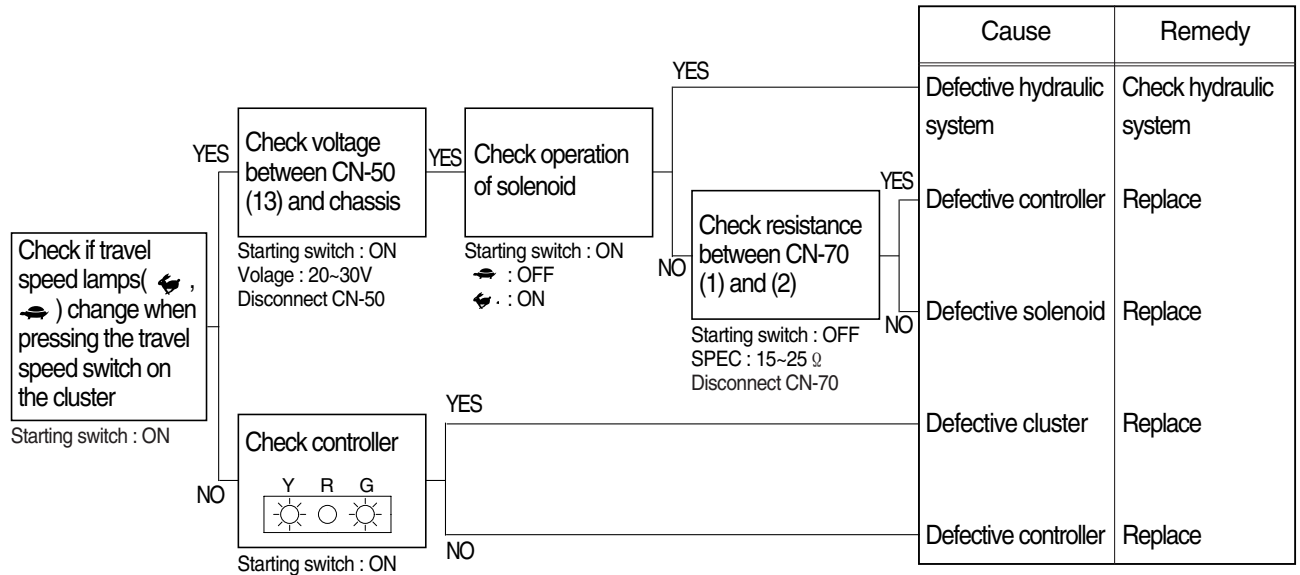 Check if travel
speed lamps( ,
) change when
pressing the travel
speed switch on
the cluster
Starting switch : ON
YES
Check voltage
between CN-50
(13) and chassis
Starting switch : ON
Volage : 20~30V
Disconnect CN-50
YES
Check operation
of solenoid
Starting switch : ON
: OFF
. : ON
YES
NO
Check resistance
between CN-70
(1) and (2)
Starting switch : OFF
SPEC : 15~25 Ω
Disconnect CN-70
YES
NO
NO
Check controller
Y R G
Starting switch : ON
YES
NO
Cause Remedy
Defective hydraulic Check hydraulic
system system
Defective controller Replace
Defective solenoid Replace
Defective cluster Replace
Defective controller Replace